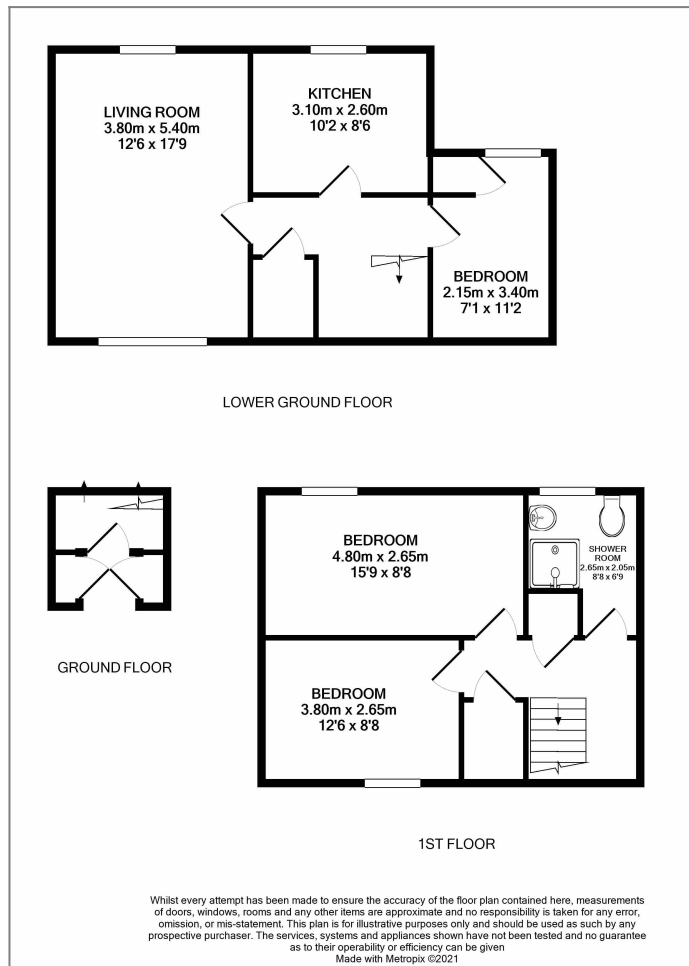 LIVING ROOM
3.80m x 5.40m
12'6 x 17'9
KITCHEN
3.10m x 2.60m
10'2 x 8'6
BEDROOM
2.15m x 3.40m
7'1 x 11'2
LOWER GROUND FLOOR
GROUND FLOOR
BEDROOM
4.80m x 2.65m
15'9 x 8'8
SHOWER
ROOM
2.65m x 2.05m
8'8 x 6'9
BEDROOM
3.80m x 2.65m
12'6 x 8'8
1ST FLOOR
Whilst every attempt has been made to ensure the accuracy of the floor plan contained here, measurements
of doors, windows, rooms and any other items are approximate and no responsibility is taken for any error,
omission, or mis-statement. This plan is for illustrative purposes only and should be used as such by any
prospective purchaser. The services, systems and appliances shown have not been tested and no guarantee
as to their operability or efficiency can be given
Made with Metropix ©2021